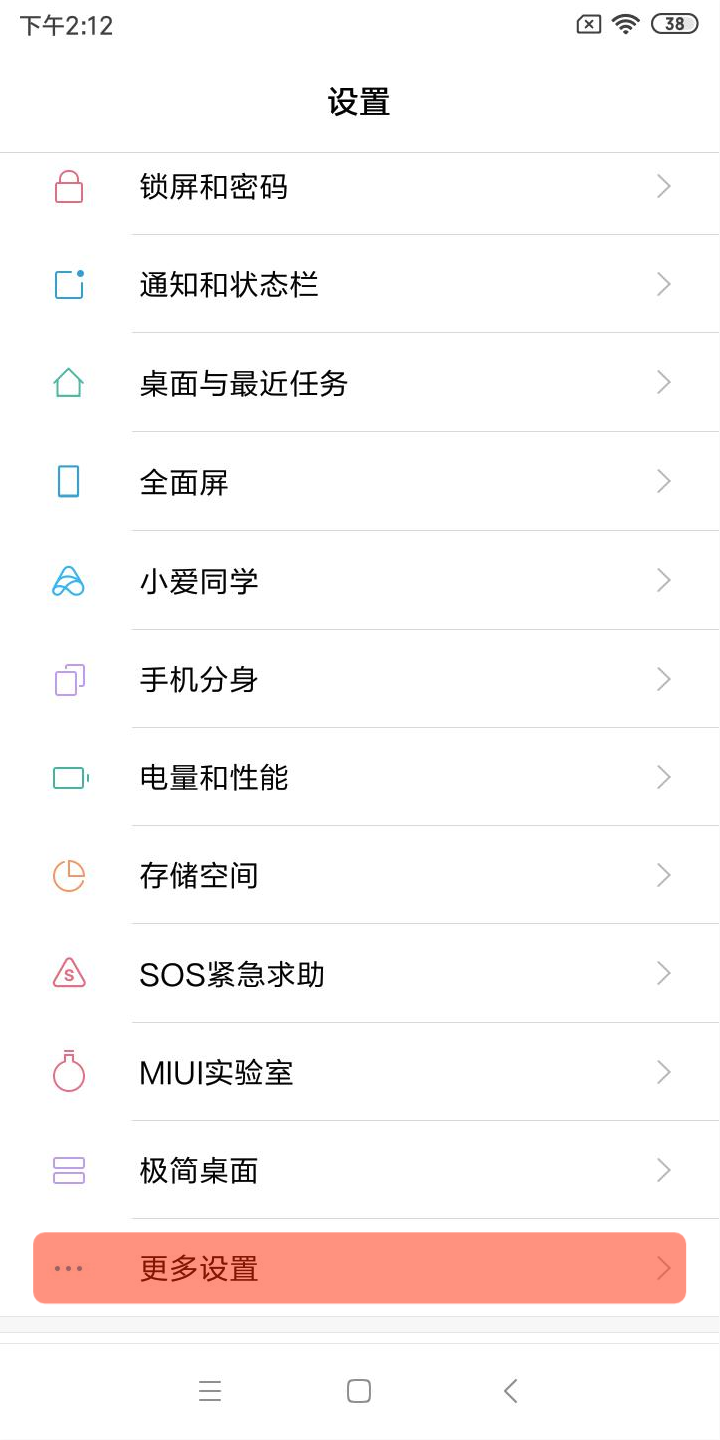 下午2:12
38
设置
锁屏和密码
通知和状态栏
桌面与最近任务
全面屏
小爱同学
手机分身
电量和性能
存储空间
S
SOS紧急求助
MIUI实验室
极简桌面
更多设置